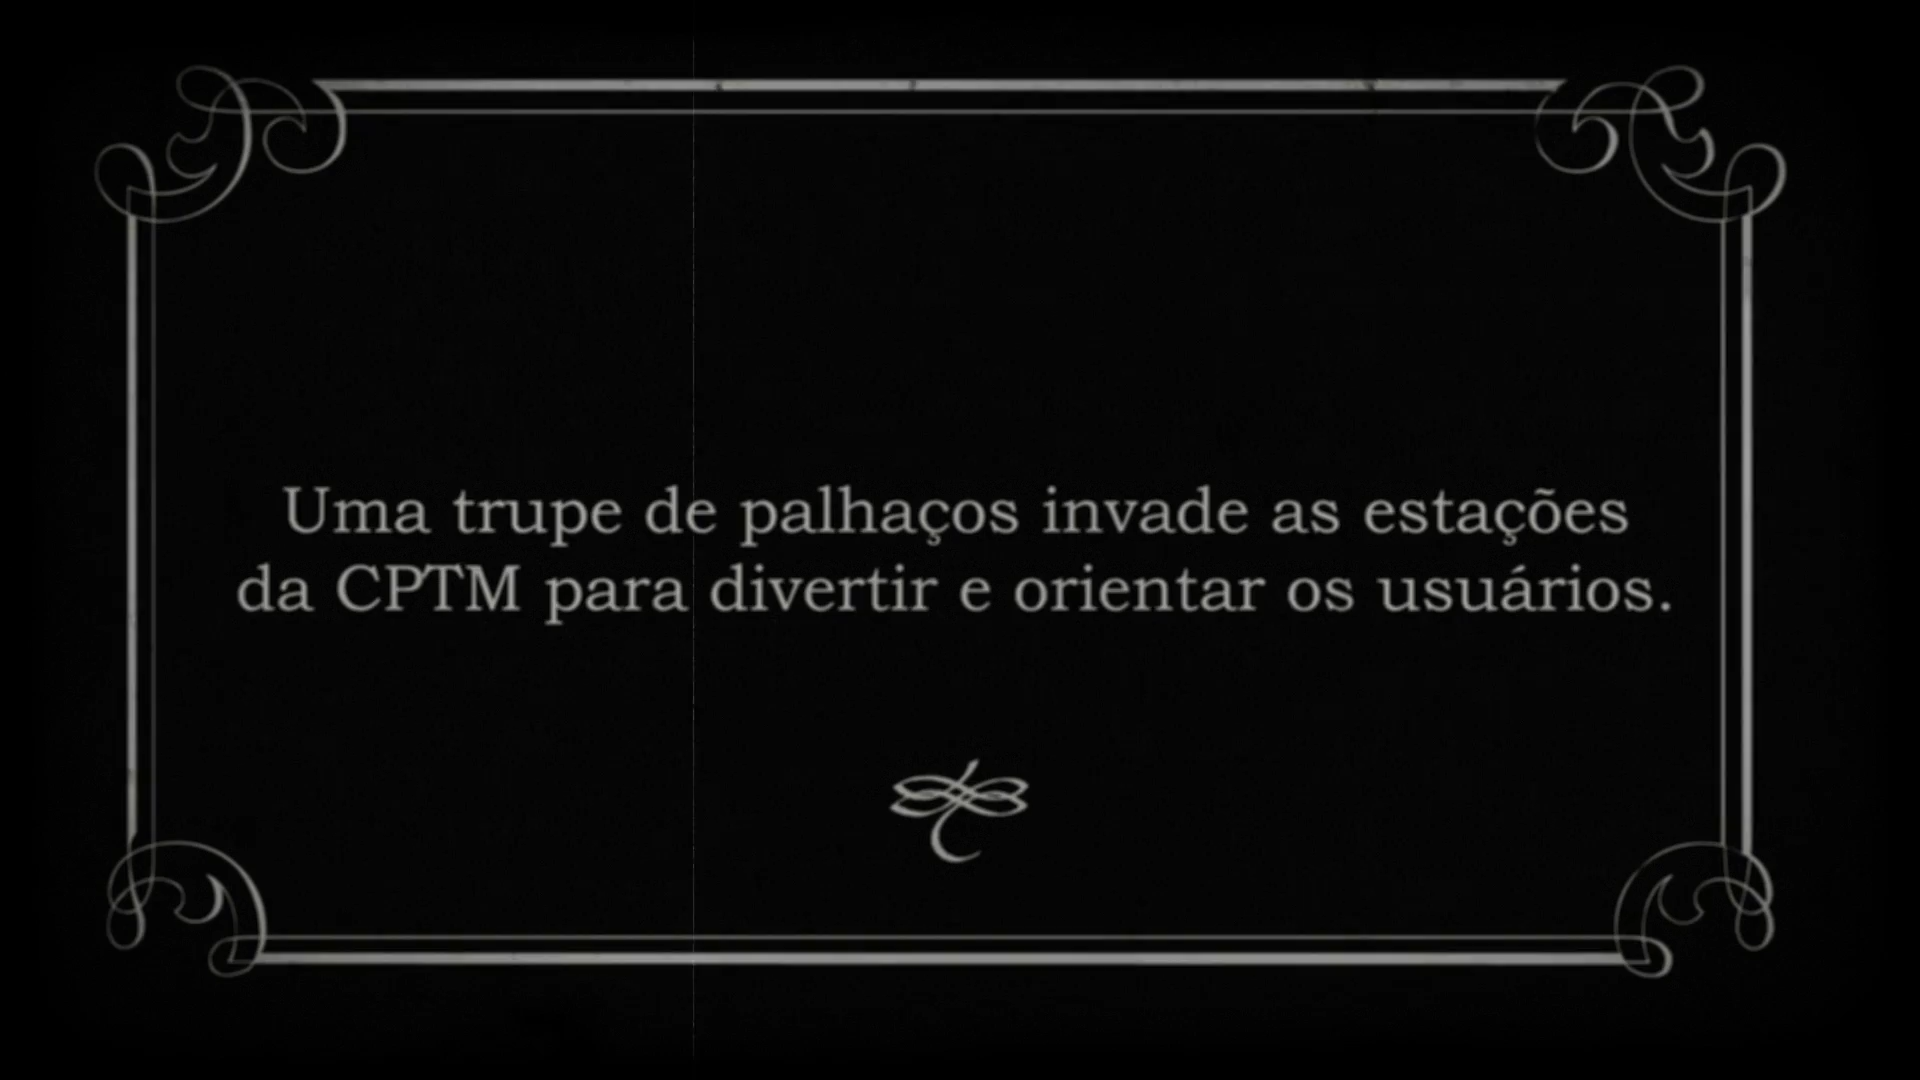 Uma trupe de palhaços invade as estações
da CPTM para divertir e orientar os usuários.